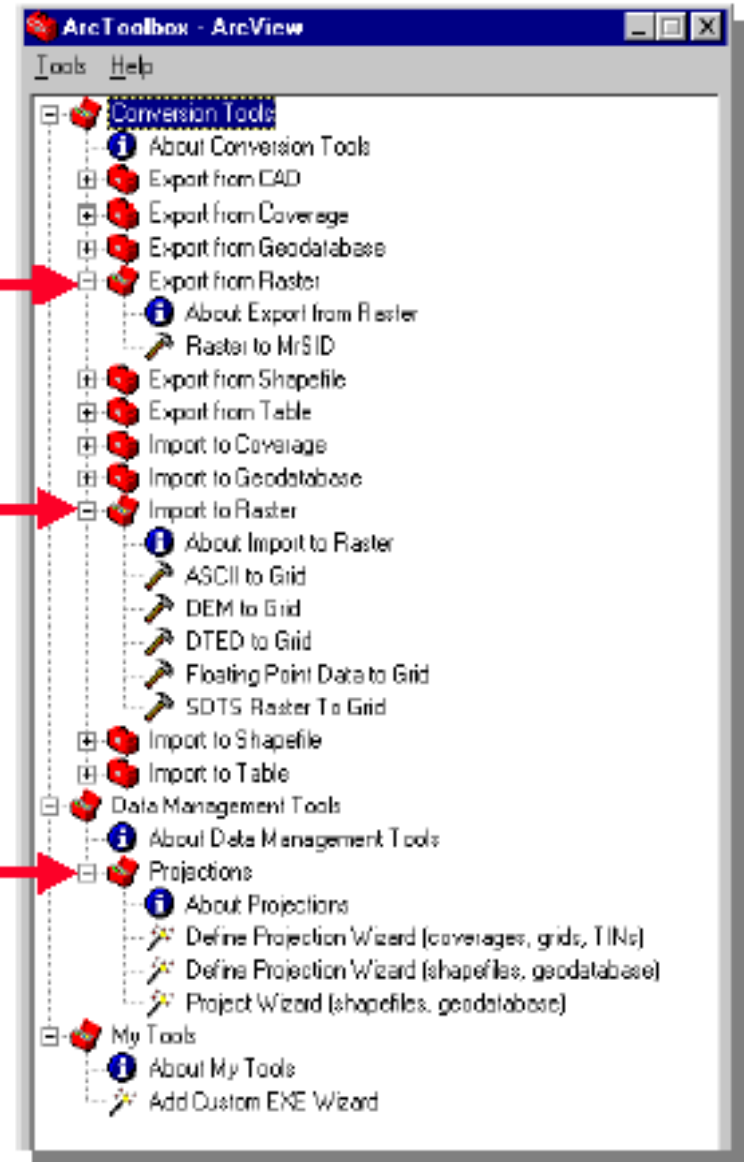 ArcToolbox - ArcView
Tools Help
Conversion Tools
About Conversion Tools
Export from CAD
Export from Coverage
Export from Geodatabase
Export from Raster
About Export from Raster
Raster to MrSID
Export from Shapefile
Export from Table
Import to Coverage
Import to Geodatabase
Import to Raster
About Import to Raster
ASCII to Grid
DEM to Grid
DTED to Grid
Floating Point Data to Grid
SDTS Raster To Grid
Import to Shapefile
Import to Table
Data Management Tools
About Data Management Tools
Projections
About Projections
Define Projection Wizard (coverages, grids, TINs)
Define Projection Wizard (shapefiles, geodatabase)
Project Wizard (shapefiles, geodatabase)
My Tools
About My Tools
Add Custom EXE Wizard